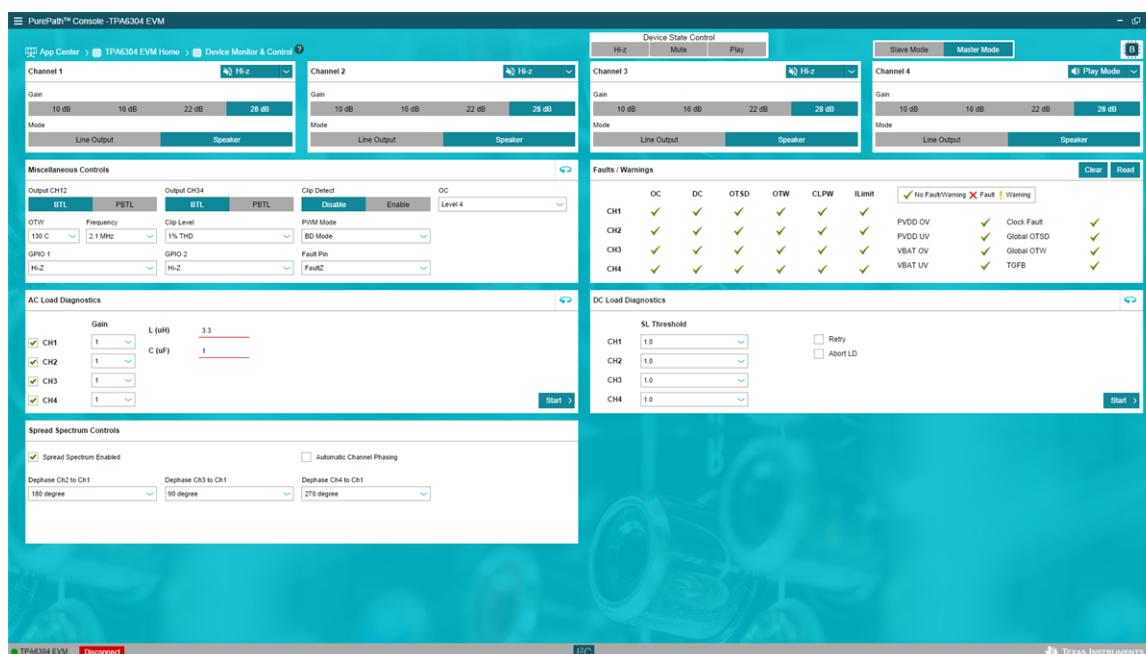 PurePath™ Console -TPA6304 EVM
App Center > TPA6304 EVM Home > Device Monitor & Control ?
Device State Control
Hi-z Mute Play
Slave Mode Master Mode
B
Channel 1 Hi-z
Gain
10 dB 16 dB 22 dB 28 dB
Mode
Line Output Speaker
Channel 2 Hi-z
Gain
10 dB 16 dB 22 dB 28 dB
Mode
Line Output Speaker
Channel 3 Hi-z
Gain
10 dB 16 dB 22 dB 28 dB
Mode
Line Output Speaker
Channel 4 Play Mode
Gain
10 dB 16 dB 22 dB 28 dB
Mode
Line Output Speaker
Miscellaneous Controls
Output CH12 Output CH34 Clip Detect OC
BTL PBTL BTL PBTL Disable Enable Level 4
OTW Frequency Clip Level PWM Mode
130 C 2.1 MHz 1% THD BD Mode
GPIO 1 GPIO 2 Fault Pin
Hi-Z Hi-Z FaultZ
Faults / Warnings Clear Read
OC DC OTSD OTW CLPW ILimit
No Fault/Warning Fault Warning
CH1
CH2
CH3
CH4
PVDD OV Clock Fault
PVDD UV Global OTSD
VBAT OV Global OTW
VBAT UV TGFB
AC Load Diagnostics
Gain
L (uH) 3.3
C (uF) 1
CH1 1
CH2 1
CH3 1
CH4 1
Start >
DC Load Diagnostics
SL Threshold
CH1 1.0
CH2 1.0
CH3 1.0
CH4 1.0
Retry
Abort LD
Start >
Spread Spectrum Controls
Spread Spectrum Enabled Automatic Channel Phasing
Dephase Ch2 to Ch1 Dephase Ch3 to Ch1 Dephase Ch4 to Ch1
180 degree 90 degree 270 degree
TPA6304 EVM Disconnect I²C TEXAS INSTRUMENTS